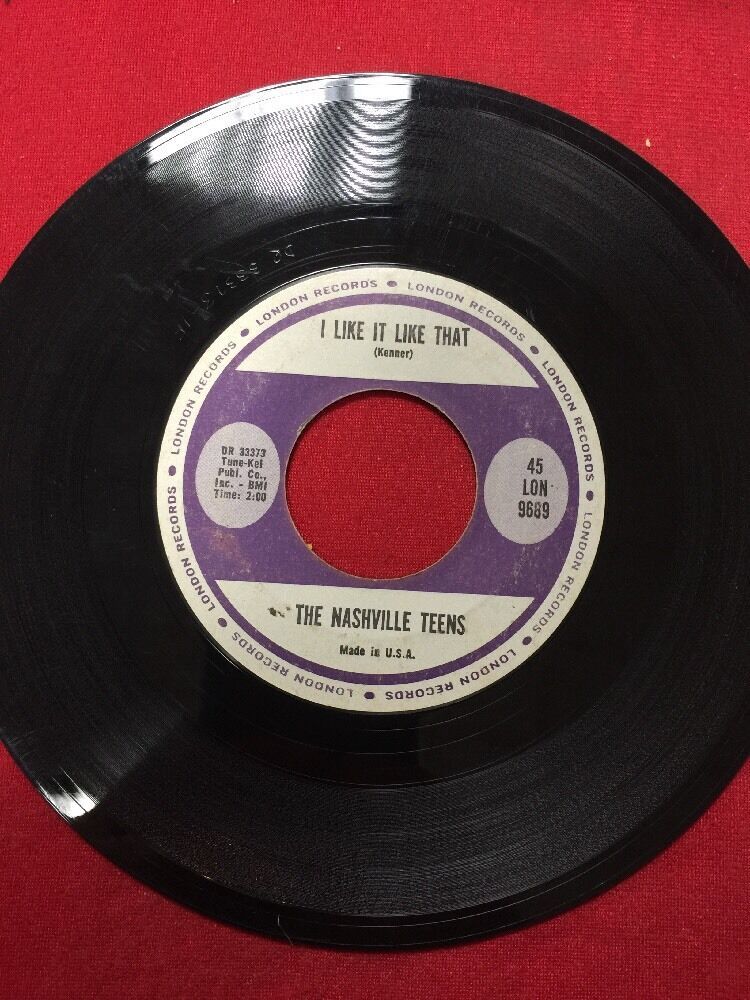 LONDON RECORDS • LONDON RECORDS • LONDON RECORDS • LONDON RECORDS • LONDON RECORDS • LONDON RECORDS • LONDON RECORDS • LONDON RECORDS • LONDON RECORDS •
I LIKE IT LIKE THAT
(Kenner)
DR 33373
Tune-Kel
Publ. Co.,
Inc. - BMI
Time: 2:00
45
LON
9689
THE NASHVILLE TEENS
Made in U.S.A.